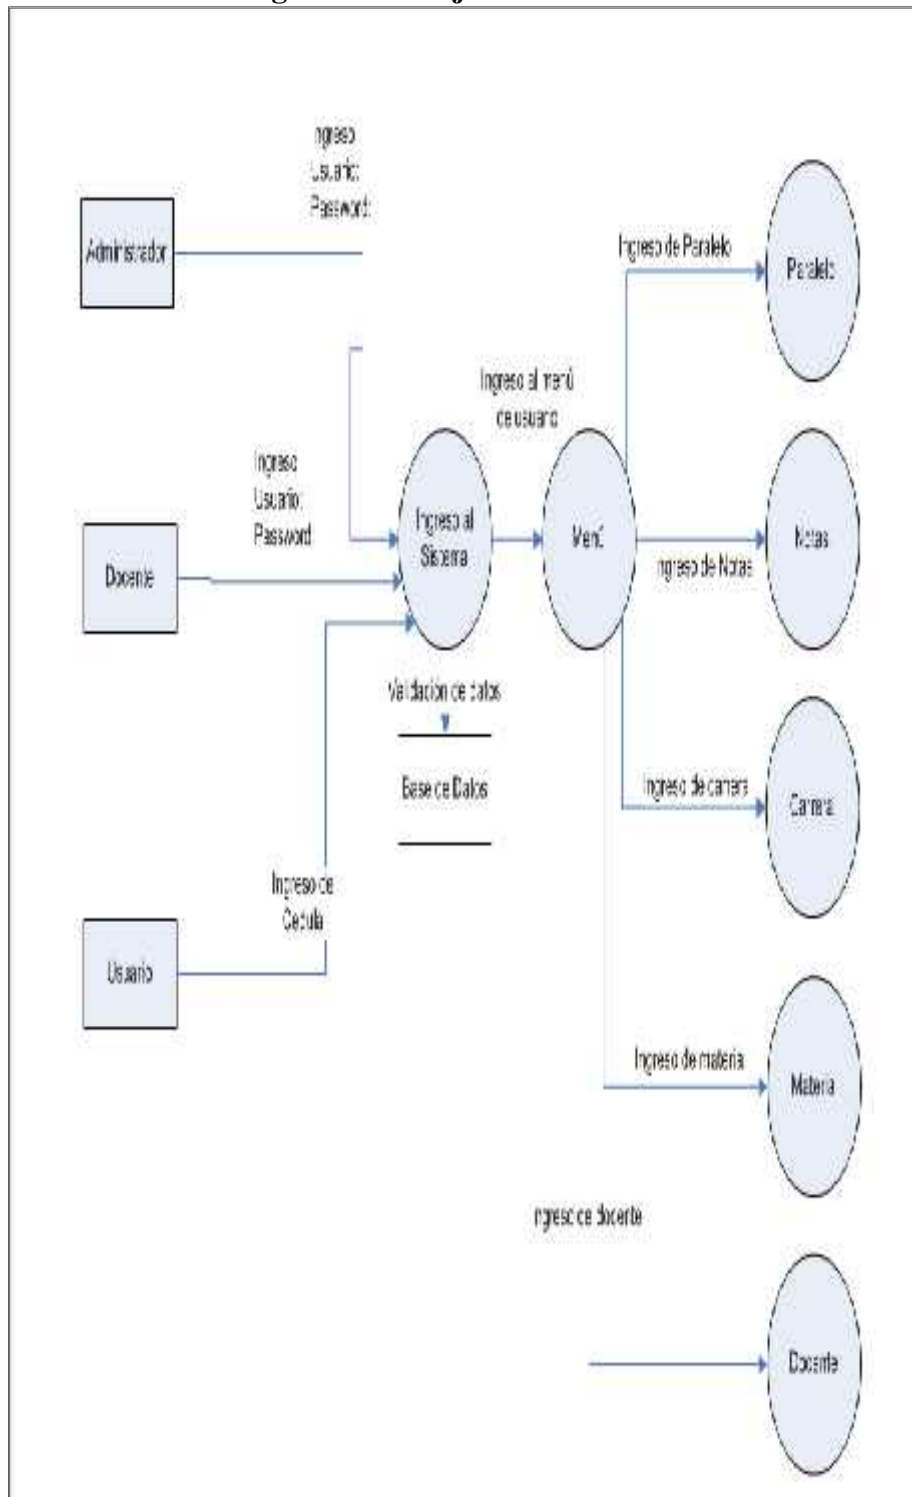 Ingreso
Usuario:
Password:
Administrador
Ingreso de Paralelo
Paralelo
Ingreso al menú
de usuario
Ingreso
Usuario:
Password
Ingreso al
Sistema
Menú
Notas
Ingreso de Notas
Docente
Validación de datos
Base de Datos
Ingreso de carrera
Carrera
Ingreso de
Cedula
Usuario
Ingreso de materia
Materia
Ingreso de docente
Docente